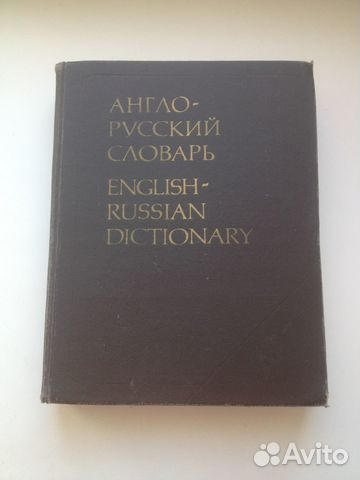 АНГЛО-
РУССКИЙ
СЛОВАРЬ
ENGLISH-
RUSSIAN
DICTIONARY
Avito